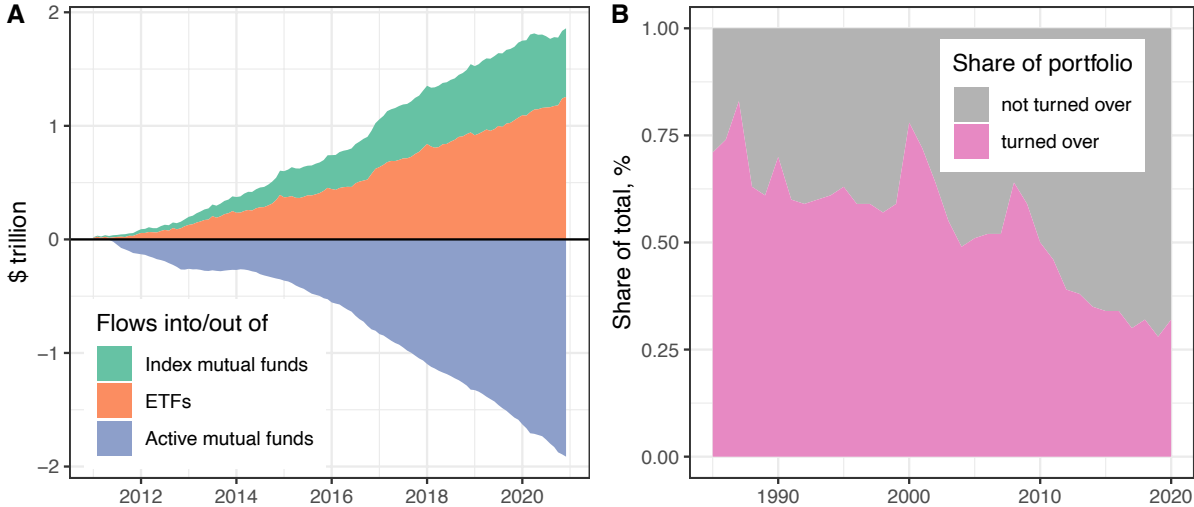 A
$ trillion
2
1
0
−1
−2
Flows into/out of
Index mutual funds
ETFs
Active mutual funds
2012 2014 2016 2018 2020
B
Share of total, %
1.00
0.75
0.50
0.25
0.00
Share of portfolio
not turned over
turned over
1990 2000 2010 2020